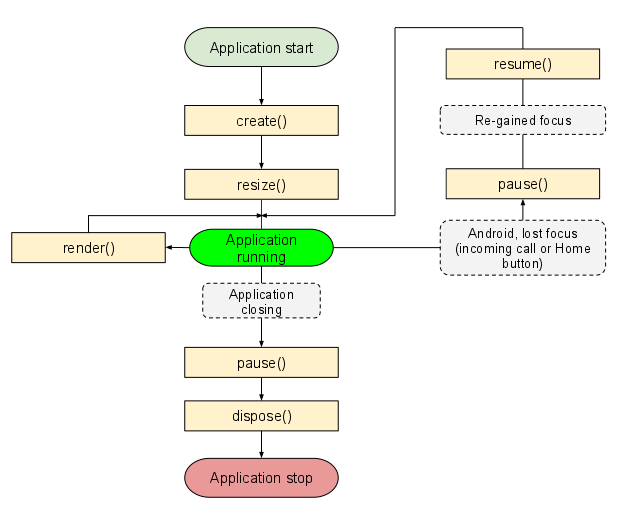 Application start
resume()
create()
Re-gained focus
resize()
pause()
render()
Application
running
Android, lost focus
(incoming call or Home
button)
Application
closing
pause()
dispose()
Application stop